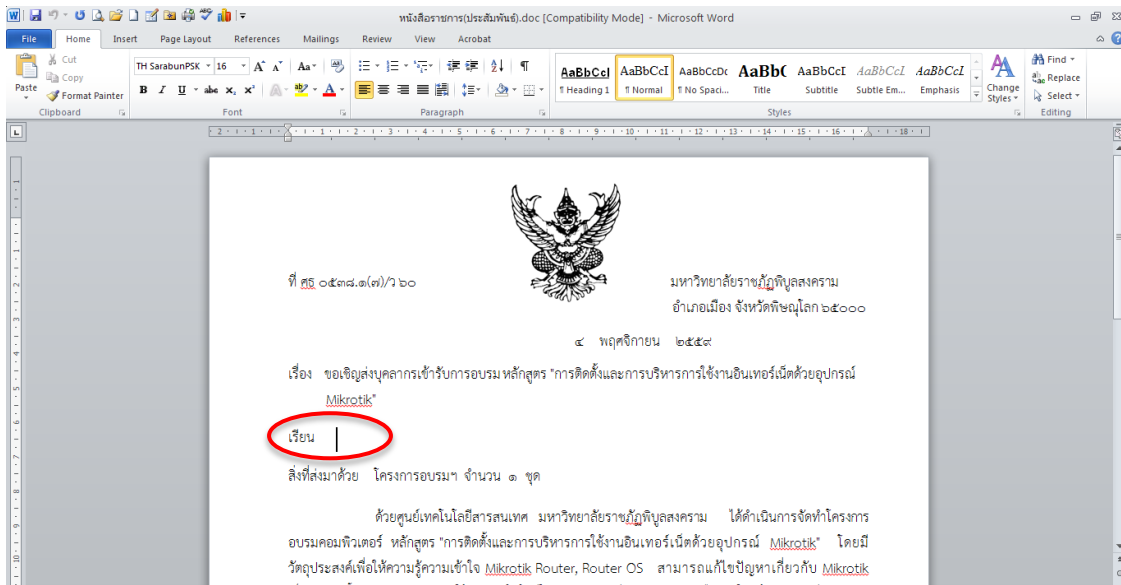 หนังสือราชการ(ประสัมพันธ์).doc [Compatibility Mode] - Microsoft Word
File Home Insert Page Layout References Mailings Review View Acrobat
Paste
Cut
Copy
Format Painter
Clipboard
TH SarabunPSK 16
Font
Paragraph
AaBbCcI AaBbCcI AaBbCcDc AaBb( AaBbCcI AaBbCcL AaBbCcL
¶ Heading 1 ¶ Normal ¶ No Spaci... Title Subtitle Subtle Em... Emphasis
Change Styles
Styles
Find
Replace
Select
Editing
2 1 1 2 3 4 5 6 7 8 9 10 11 12 13 14 15 16 18
ที่ ศธ ๐๕๓๘.๑(๗)/ว ๖๐
มหาวิทยาลัยราชภัฏพิบูลสงคราม
อำเภอเมือง จังหวัดพิษณุโลก ๖๕๐๐๐
๔ พฤศจิกายน ๒๕๕๙
เรื่อง ขอเชิญส่งบุคลากรเข้ารับการอบรม หลักสูตร "การติดตั้งและการบริหารการใช้งานอินเทอร์เน็ตด้วยอุปกรณ์
Mikrotik"
เรียน
สิ่งที่ส่งมาด้วย โครงการอบรมฯ จำนวน ๑ ชุด
ด้วยศูนย์เทคโนโลยีสารสนเทศ มหาวิทยาลัยราชภัฏพิบูลสงคราม ได้ดำเนินการจัดทำโครงการ
อบรมคอมพิวเตอร์ หลักสูตร "การติดตั้งและการบริหารการใช้งานอินเทอร์เน็ตด้วยอุปกรณ์ Mikrotik" โดยมี
วัตถุประสงค์เพื่อให้ความรู้ความเข้าใจ Mikrotik Router, Router OS สามารถแก้ไขปัญหาเกี่ยวกับ Mikrotik